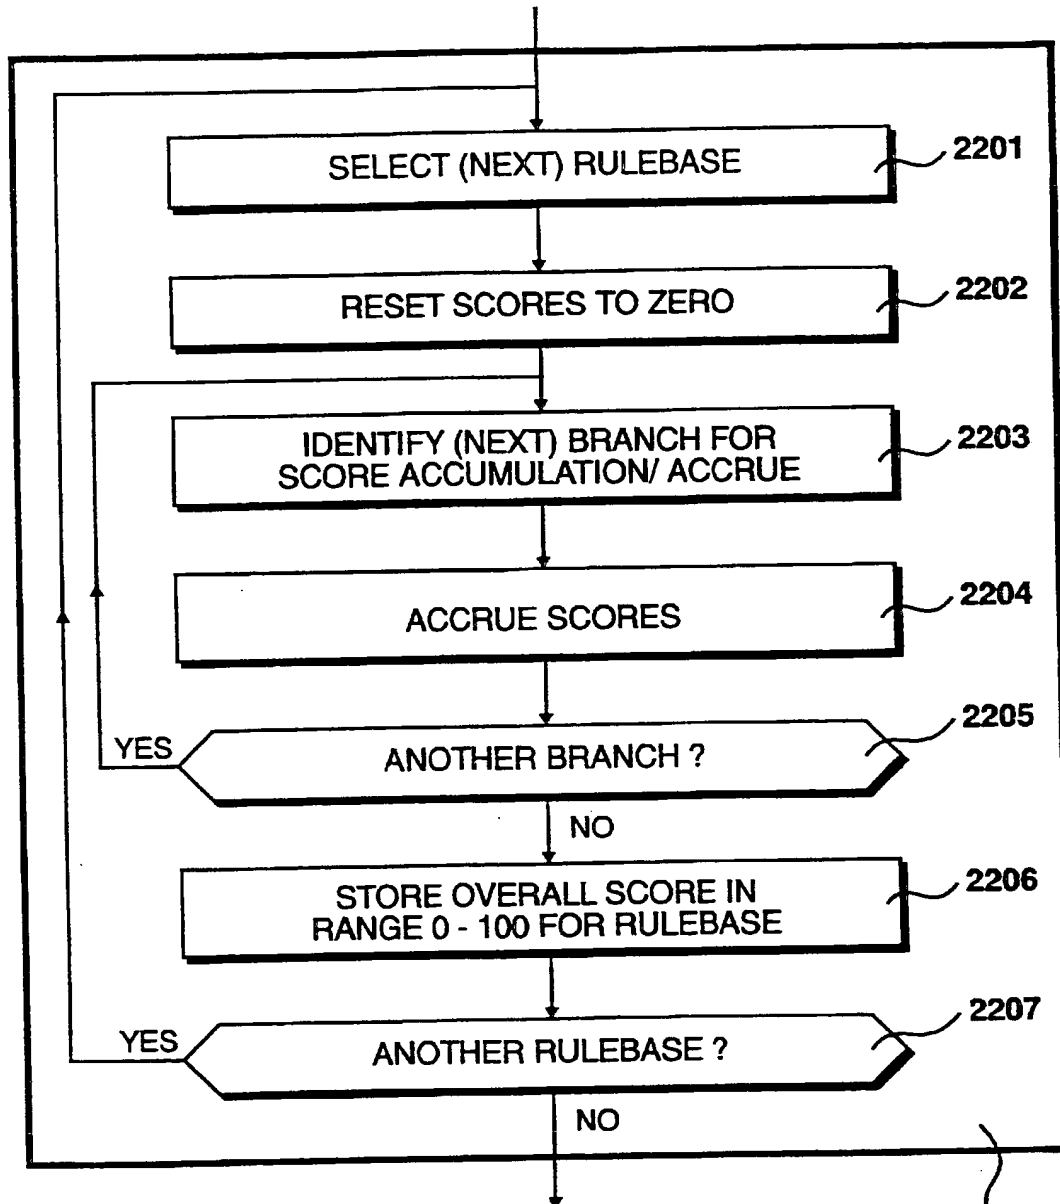 SELECT (NEXT) RULEBASE
2201
RESET SCORES TO ZERO
2202
IDENTIFY (NEXT) BRANCH FOR
SCORE ACCUMULATION/ ACCRUE
2203
ACCRUE SCORES
2204
YES
ANOTHER BRANCH ?
2205
NO
STORE OVERALL SCORE IN
RANGE 0 - 100 FOR RULEBASE
2206
YES
ANOTHER RULEBASE ?
2207
NO